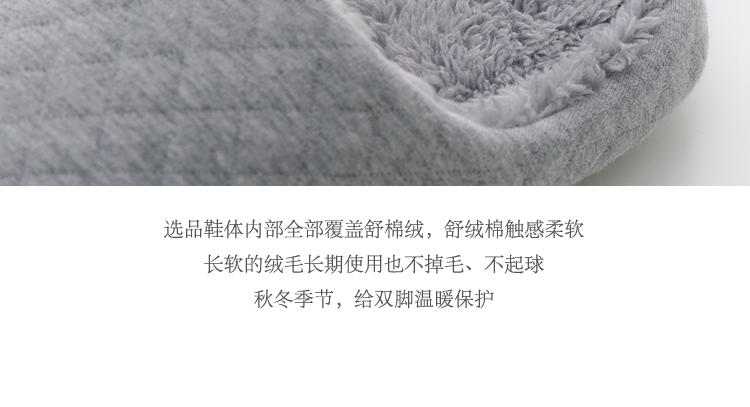 选品鞋体内部全部覆盖舒棉绒，舒绒棉触感柔软
长软的绒毛长期使用也不掉毛、不起球
秋冬季节，给双脚温暖保护